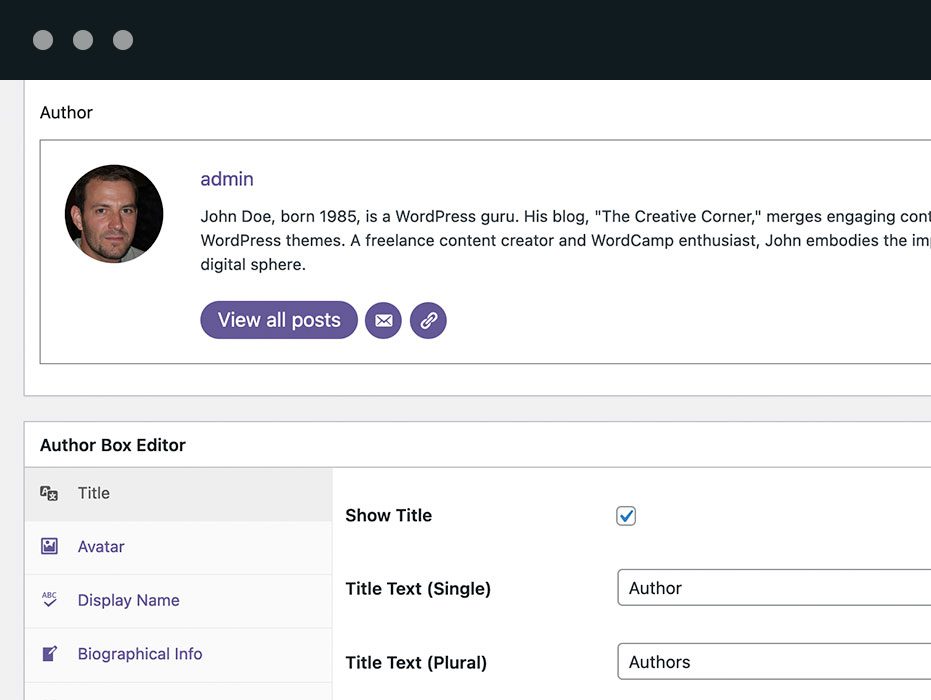 Author
admin
John Doe, born 1985, is a WordPress guru. His blog, "The Creative Corner," merges engaging
WordPress themes. A freelance content creator and WordCamp enthusiast, John embodies the
digital sphere.
View all posts
Author Box Editor
Title
Show Title
Avatar
Title Text (Single)
Author
Display Name
ABC
Biographical Info
Title Text (Plural)
Authors